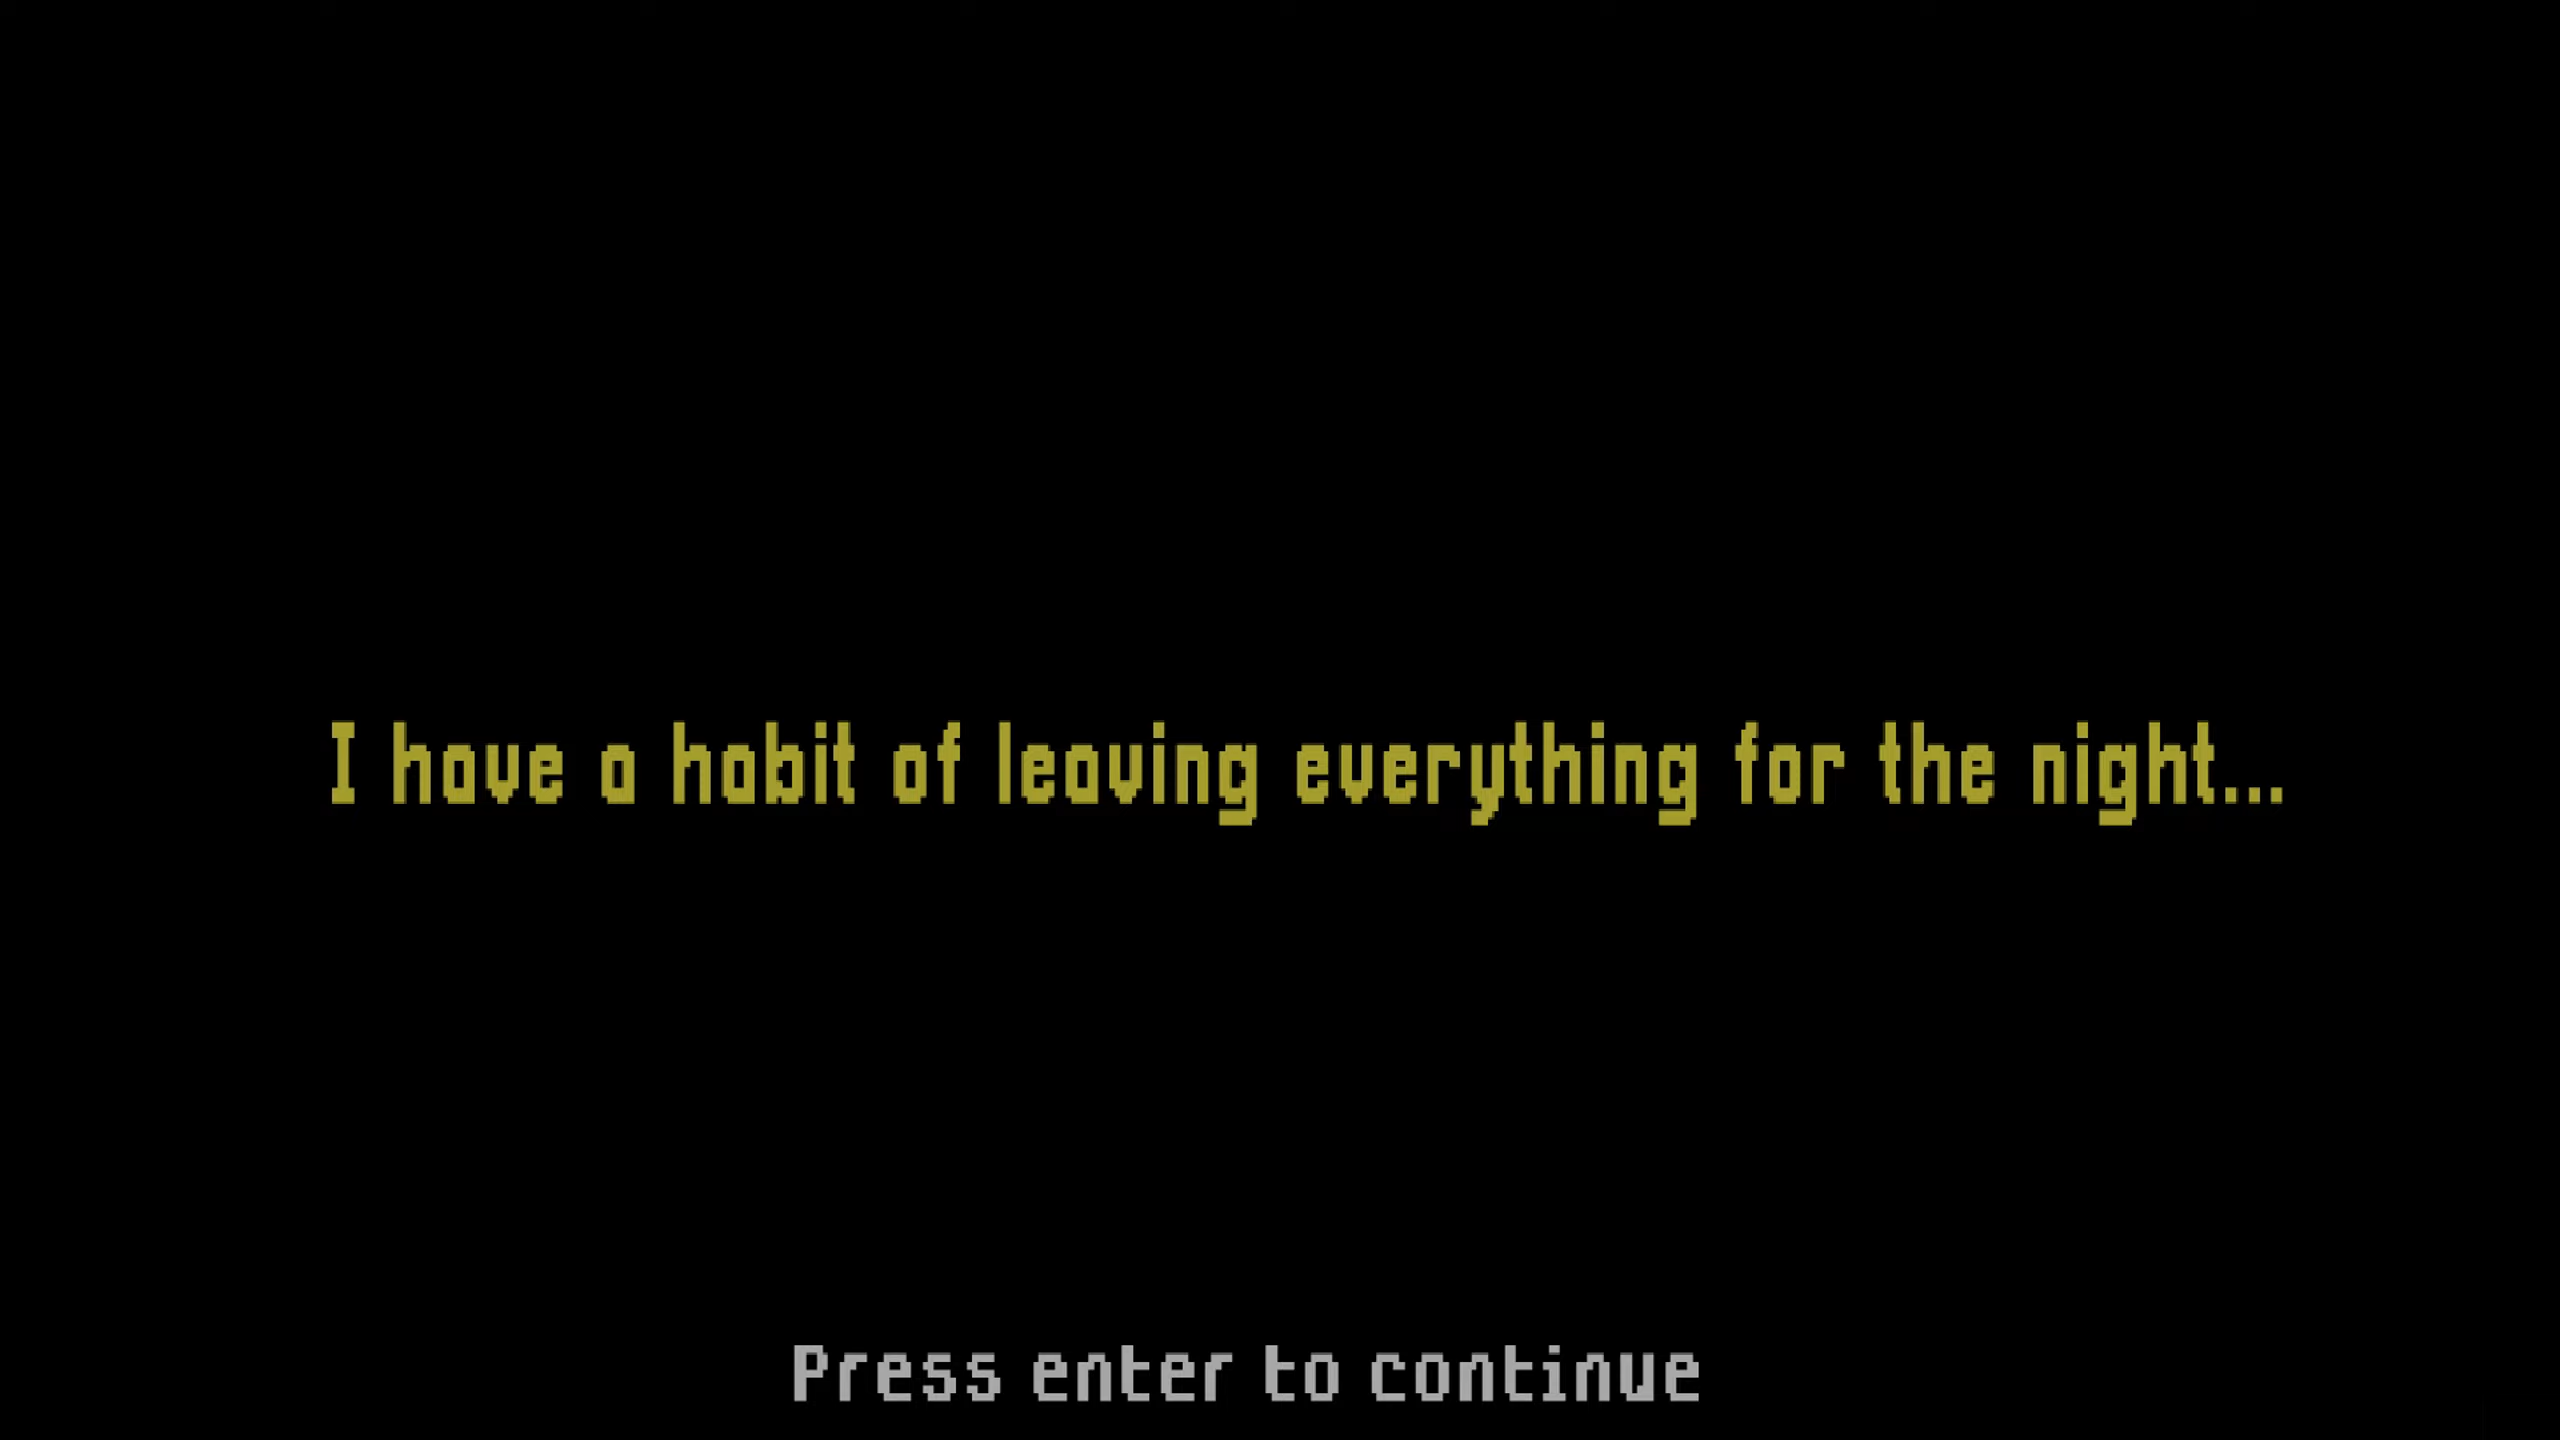 I have a habit of leaving everything for the night...
Press enter to continue